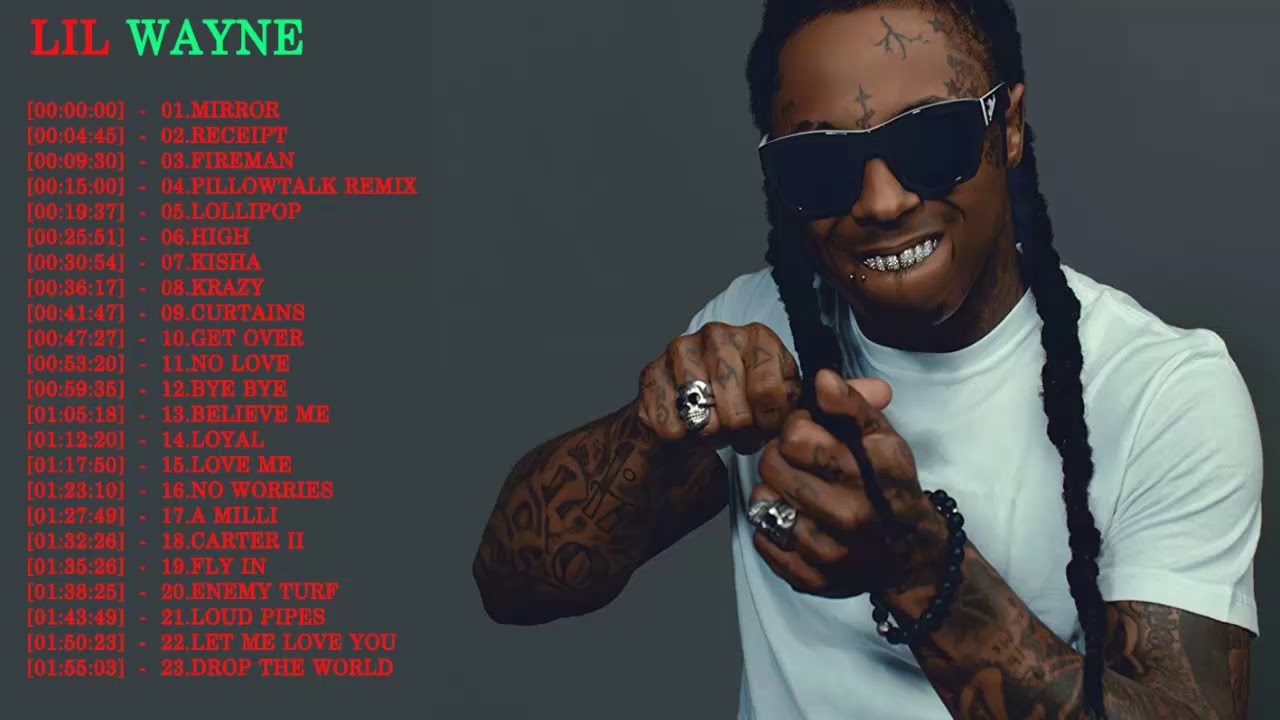 LIL WAYNE
[00:00:00] - 01.MIRROR
[00:04:45] - 02.RECEIPT
[00:09:30] - 03.FIREMAN
[00:15:00] - 04.PILLOWTALK REMIX
[00:19:37] - 05.LOLLIPOP
[00:25:51] - 06.HIGH
[00:30:54] - 07.KISHA
[00:36:17] - 08.KRAZY
[00:41:47] - 09.CURTAINS
[00:47:27] - 10.GET OVER
[00:53:20] - 11.NO LOVE
[00:59:35] - 12.BYE BYE
[01:05:18] - 13.BELIEVE ME
[01:12:20] - 14.LOYAL
[01:17:50] - 15.LOVE ME
[01:23:10] - 16.NO WORRIES
[01:27:49] - 17.A MILLI
[01:32:26] - 18.CARTER II
[01:35:26] - 19.FLY IN
[01:38:25] - 20.ENEMY TURF
[01:43:49] - 21.LOUD PIPES
[01:50:23] - 22.LET ME LOVE YOU
[01:55:03] - 23.DROP THE WORLD